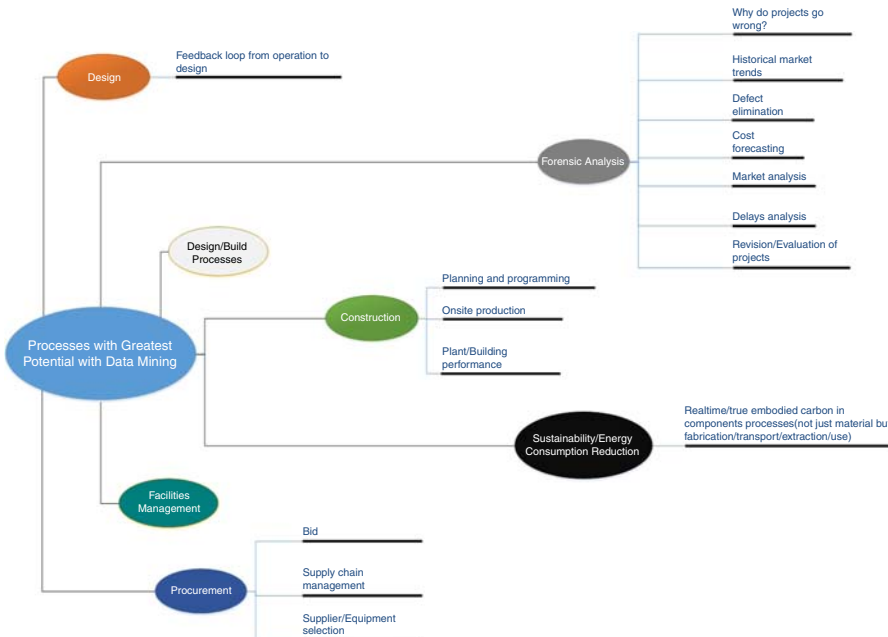 Why do projects go
wrong?
Feedback loop from operation to
design
Design
Historical market
trends
Defect
elimination
Cost
forecasting
Forensic Analysis
Market analysis
Delays analysis
Design/Build
Processes
Revision/Evaluation of
projects
Planning and programming
Onsite production
Construction
Processes with Greatest
Potential with Data Mining
Plant/Building
performance
Realtime/true embodied carbon in
components processes(not just material bu
fabrication/transport/extraction/use)
Sustainability/Energy
Consumption Reduction
Facilities
Management
Bid
Supply chain
management
Procurement
Supplier/Equipment
selection